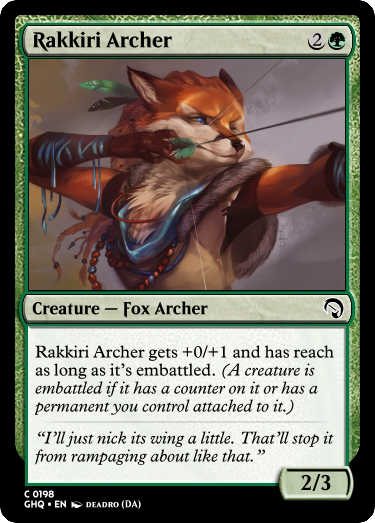 Rakkiri Archer 2
Creature — Fox Archer
Rakkiri Archer gets +0/+1 and has reach
as long as it's embattled. (A creature is
embattled if it has a counter on it or has a
permanent you control attached to it.)
"I'll just nick its wing a little. That'll stop it
from rampaging about like that."
2/3
C 0198
GHQ • EN DEADRO (DA)